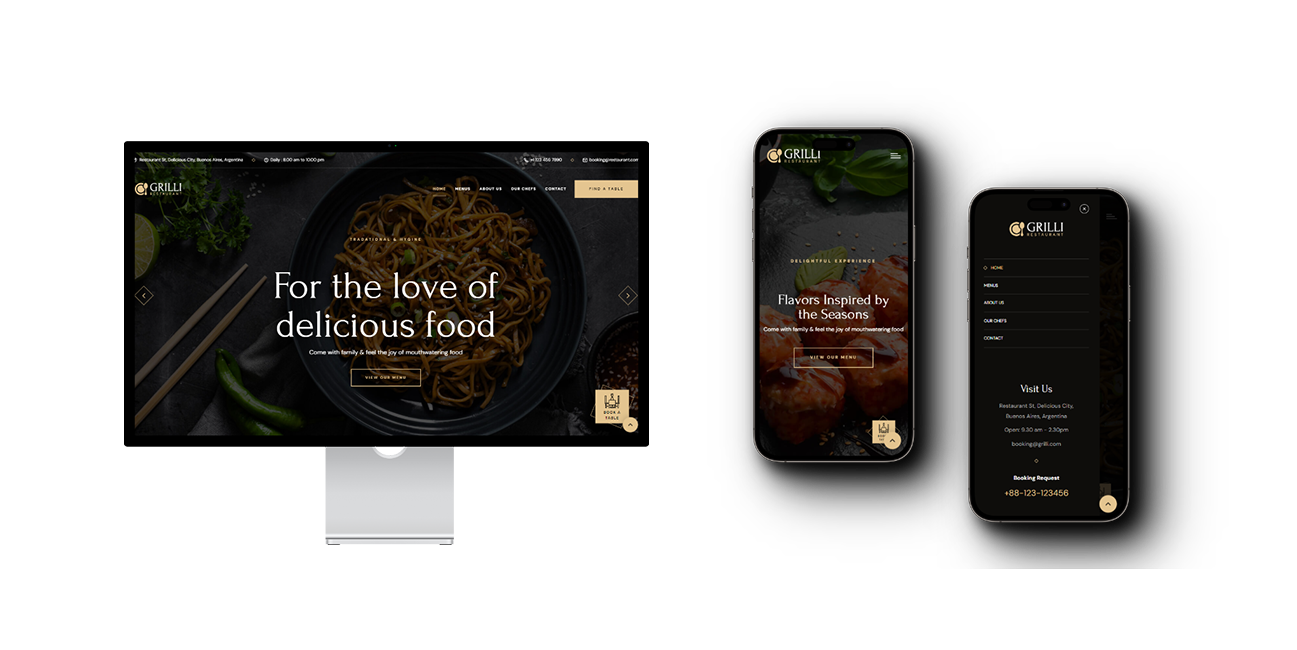 Restaurant St, Delicious City, Buenos Aires, Argentina
Daily : 8.00 am to 10.00 pm
+1 123 456 7890
booking@restaurant.com
GRILLI
RESTAURANT
HOME
MENUS
ABOUT US
OUR CHEFS
CONTACT
FIND A TABLE
TRADATIONAL & HYGINE
For the love of
delicious food
Come with family & feel the joy of mouthwatering food
VIEW OUR MENU
BOOK A
TABLE
GRILLI
RESTAURANT
DELIGHTFUL EXPERIENCE
Flavors Inspired by
the Seasons
Come with family & feel the joy of mouthwatering food
VIEW OUR MENU
GRILLI
RESTAURANT
HOME
MENUS
ABOUT US
OUR CHEFS
CONTACT
Visit Us
Restaurant St, Delicious City,
Buenos Aires, Argentina
Open: 9.30 am - 2.30pm
booking@grilli.com
Booking Request
+88-123-123456